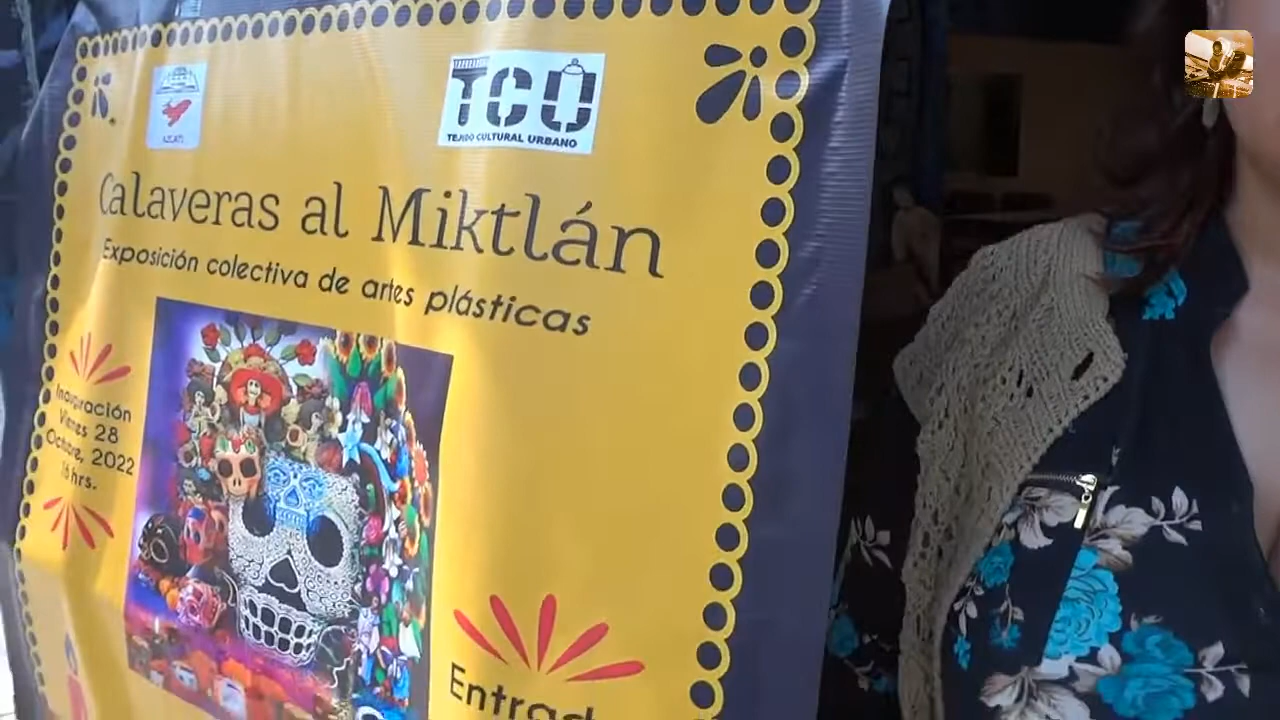 AZCATL
TCU
TEJIDO CULTURAL URBANO
Calaveras al Miktlán
Exposición colectiva de artes plásticas
Inauguración
Viernes 28
Octubre, 2022
16 hrs.